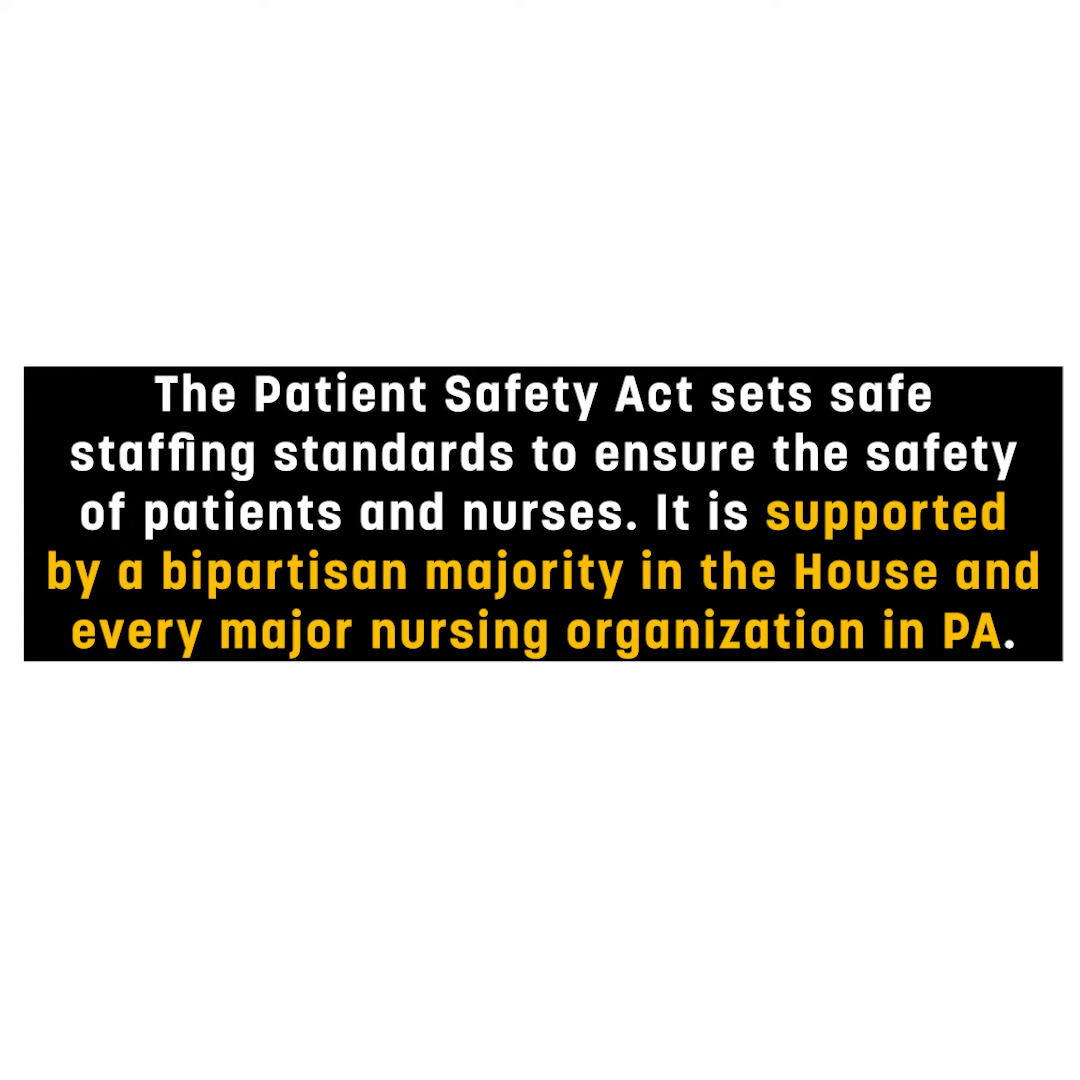 The Patient Safety Act sets safe
staffing standards to ensure the safety
of patients and nurses. It is supported
by a bipartisan majority in the House and
every major nursing organization in PA.